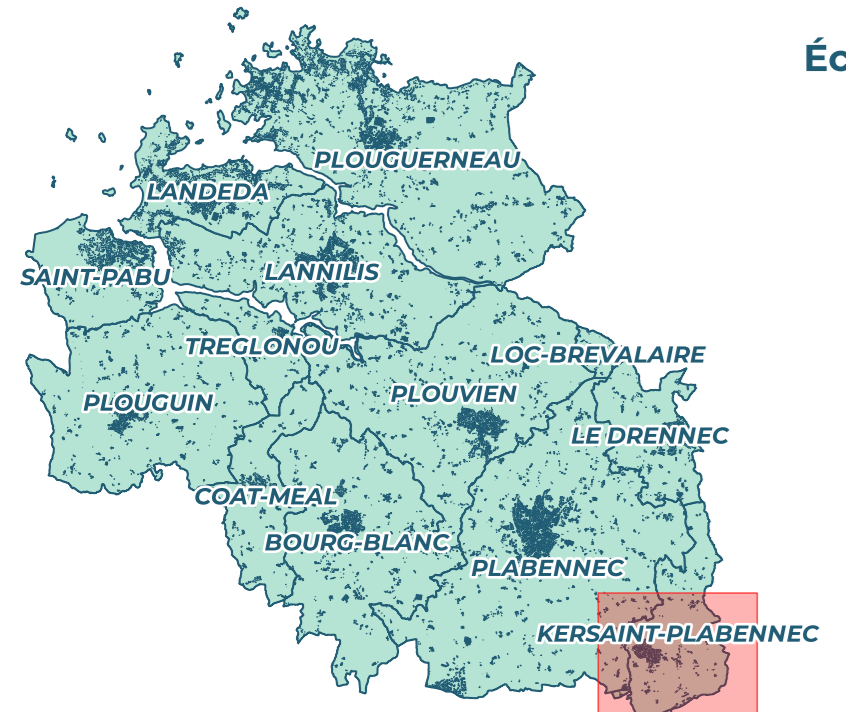 Éc
PLOUGUERNEAU
LANDEDA
SAINT-PABU
LANNILIS
TREGLONOU
LOC-BREVALAIRE
PLOUVIEN
PLOUGUIN
LE DRENNEC
COAT-MEAL
BOURG-BLANC
PLABENNEC
KERSAINT-PLABENNEC